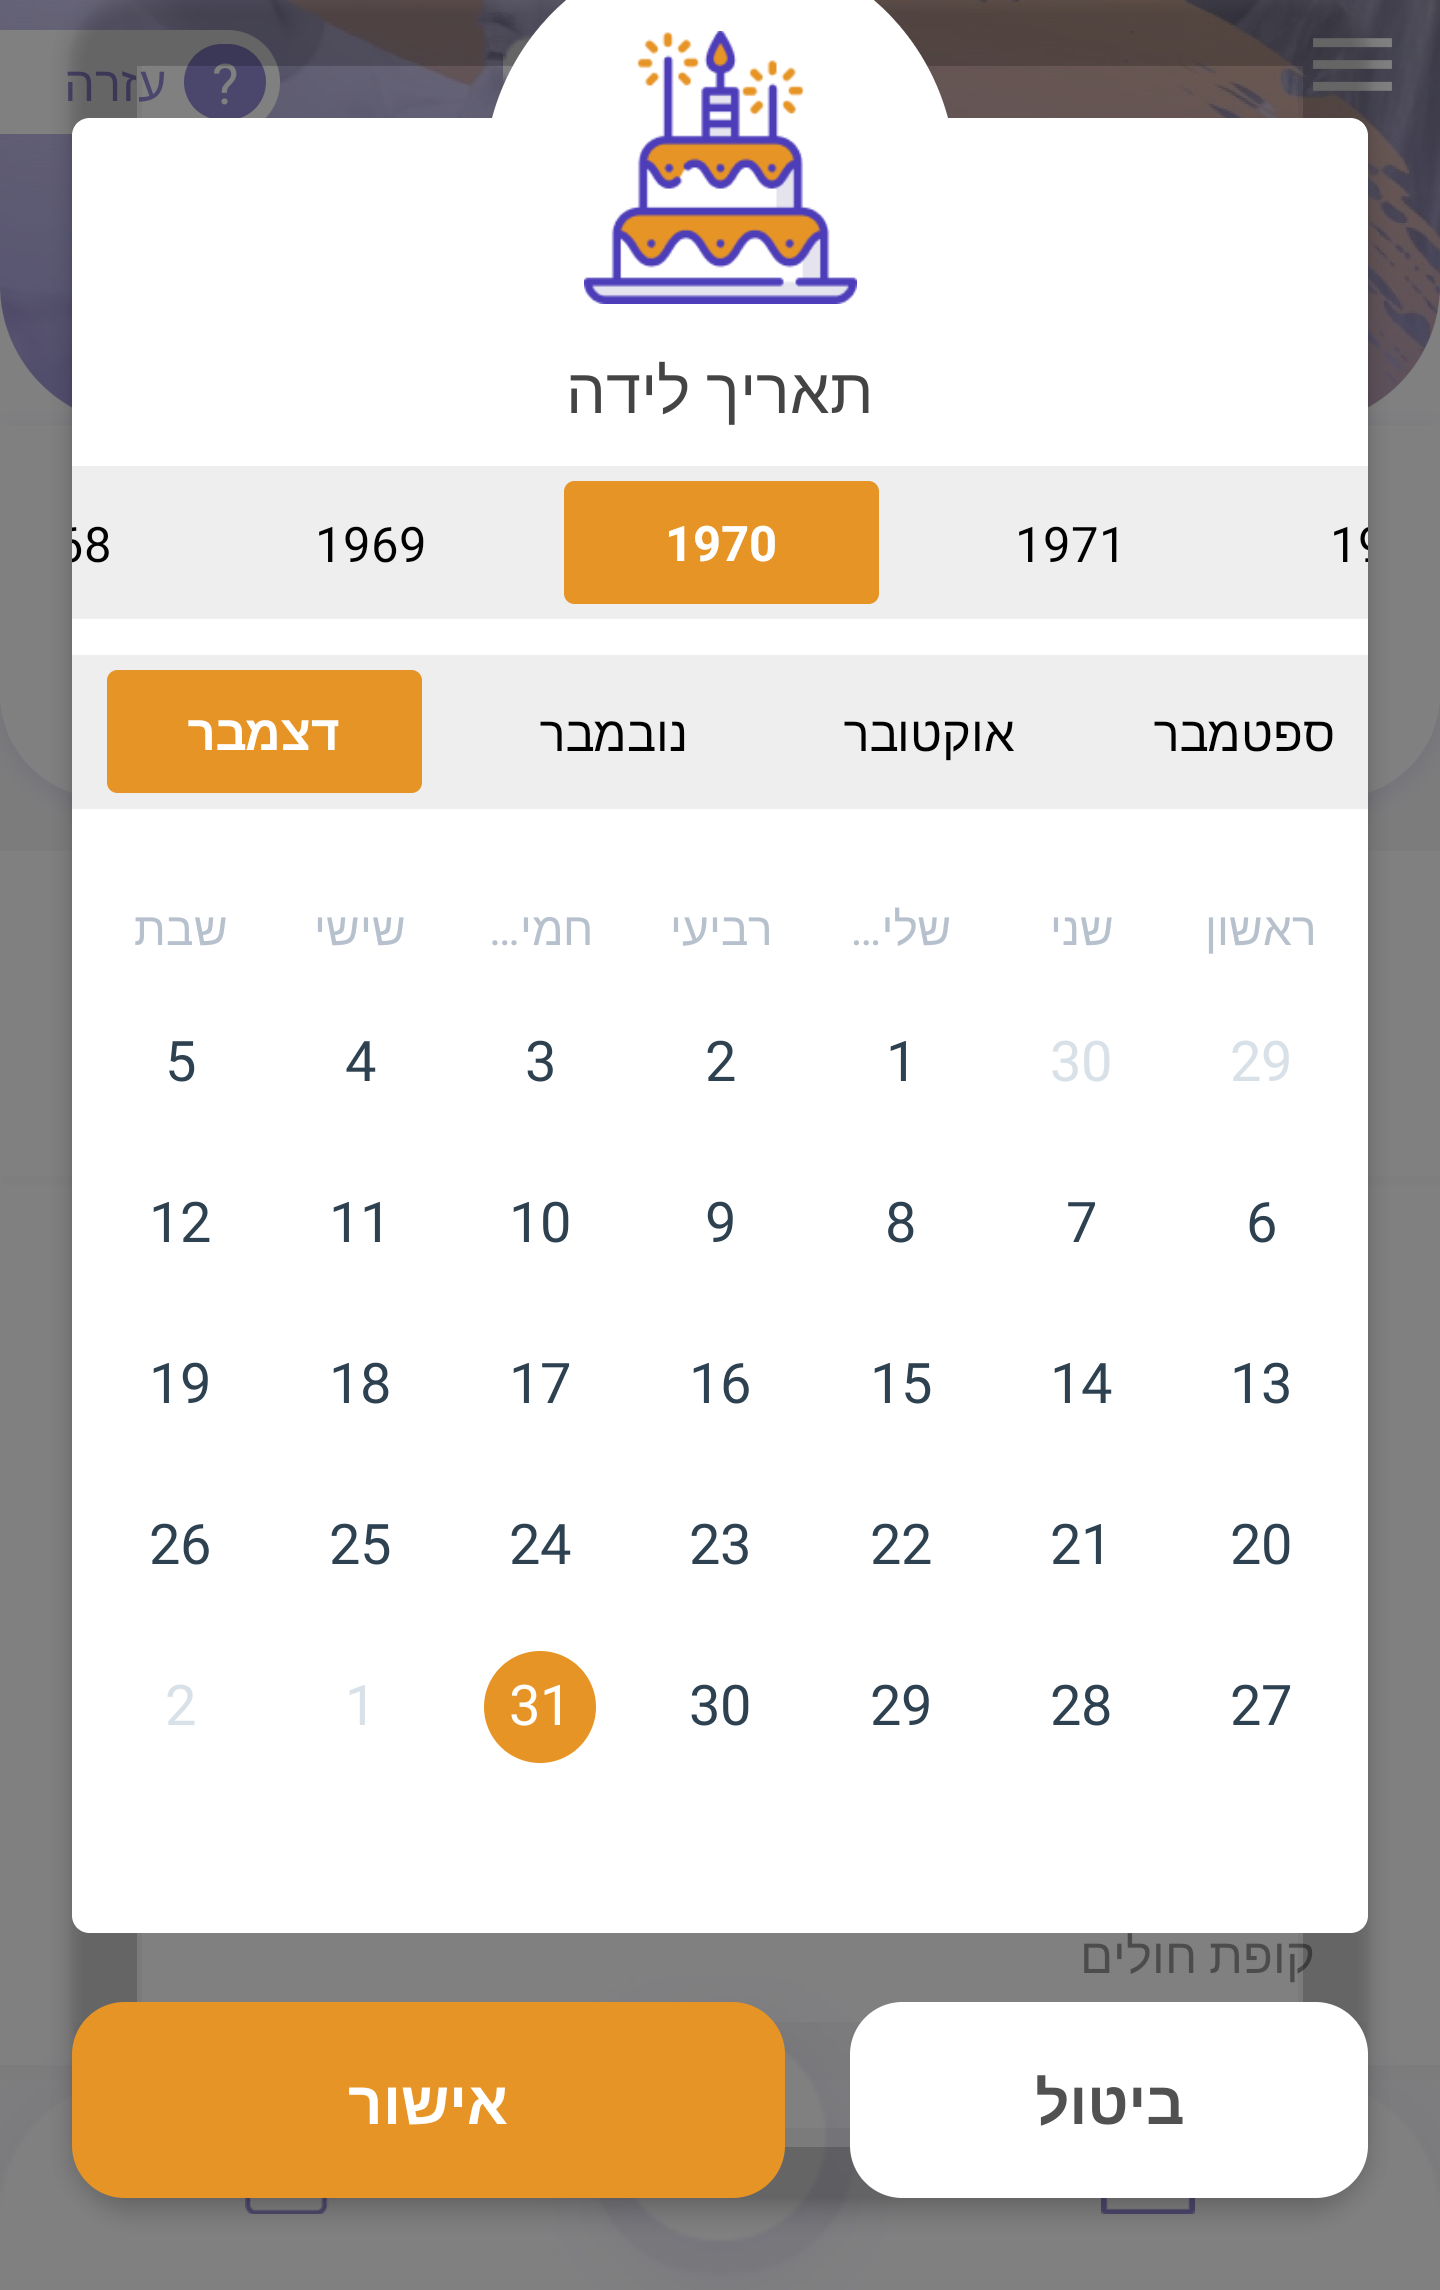 ? עזרה
תאריך לידה
1969 1970 1971
ספטמבר אוקטובר נובמבר דצמבר
ראשון שני שלי... רביעי חמי... שישי שבת
29 30 1 2 3 4 5
6 7 8 9 10 11 12
13 14 15 16 17 18 19
20 21 22 23 24 25 26
27 28 29 30 31 1 2
קופת חולים
ביטול אישור